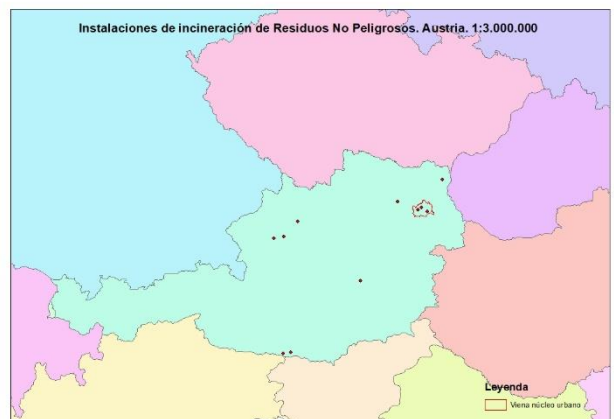 Instalaciones de incineración de Residuos No Peligrosos. Austria. 1:3.000.000
Leyenda
Viena núcleo urbano